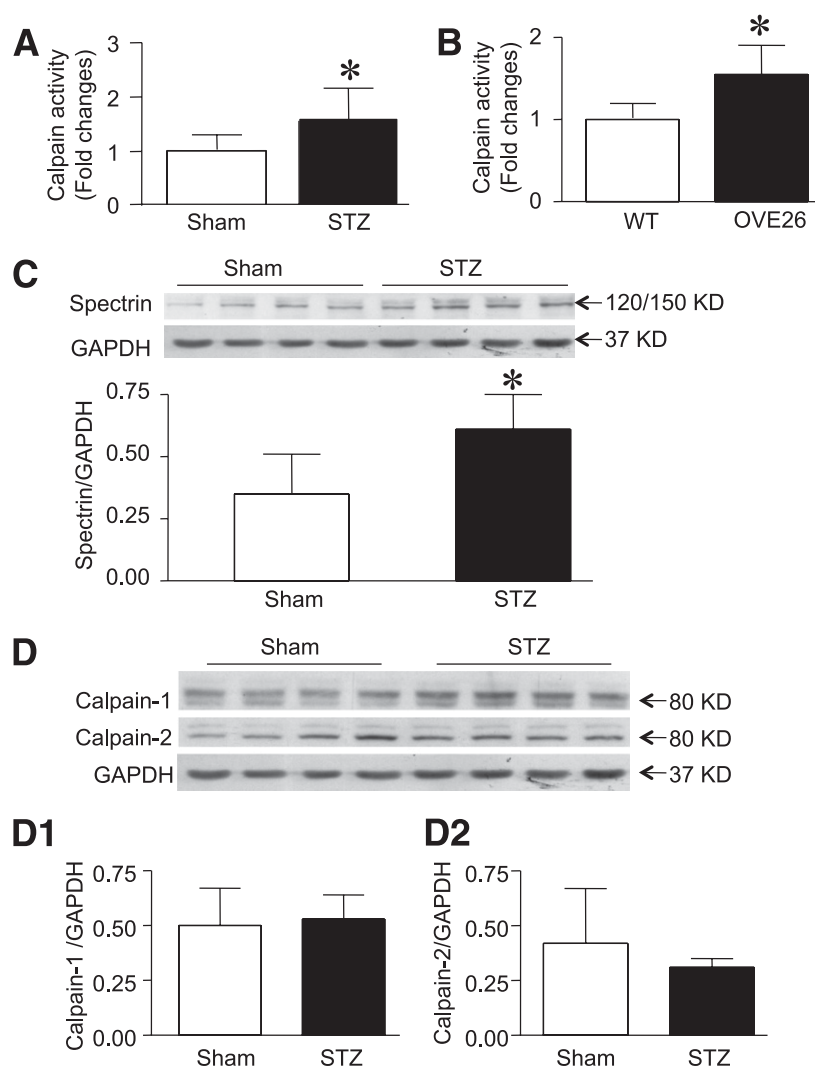 A
Calpain activity
(Fold changes)
3
2
1
0
*
Sham
STZ
B
Calpain activity
(Fold changes)
2
1
0
*
WT
OVE26
C
Sham
STZ
Spectrin
←120/150 KD
GAPDH
←37 KD
Spectrin/GAPDH
0.75
0.50
0.25
0.00
*
Sham
STZ
D
Sham
STZ
Calpain-1
←80 KD
Calpain-2
←80 KD
GAPDH
←37 KD
D1
Calpain-1 /GAPDH
0.75
0.50
0.25
0.00
Sham
STZ
D2
Calpain-2/GAPDH
0.75
0.50
0.25
0.00
Sham
STZ